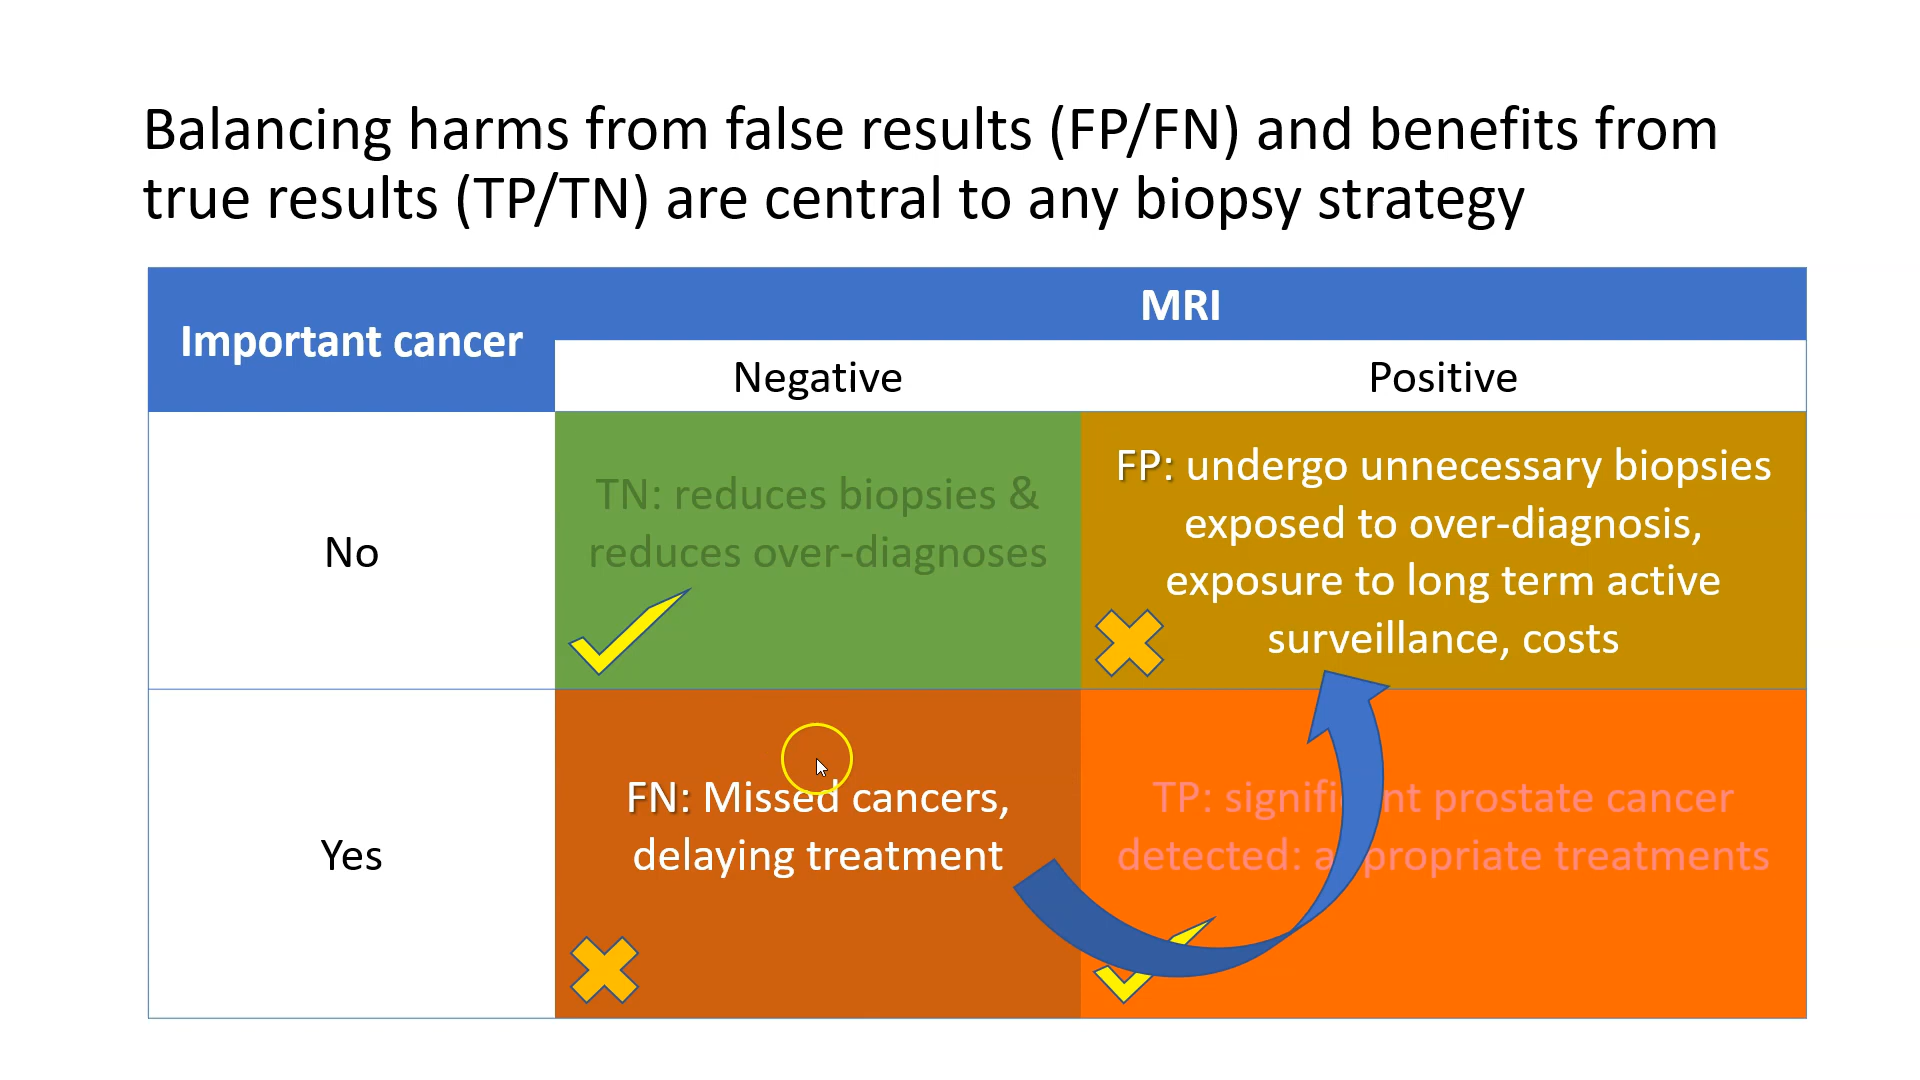 Balancing harms from false results (FP/FN) and benefits from
true results (TP/TN) are central to any biopsy strategy
Important cancer
MRI
Negative
Positive
No
TN: reduces biopsies &
reduces over-diagnoses
FP: undergo unnecessary biopsies
exposed to over-diagnosis,
exposure to long term active
surveillance, costs
Yes
FN: Missed cancers,
delaying treatment
TP: significant prostate cancer
detected: appropriate treatments